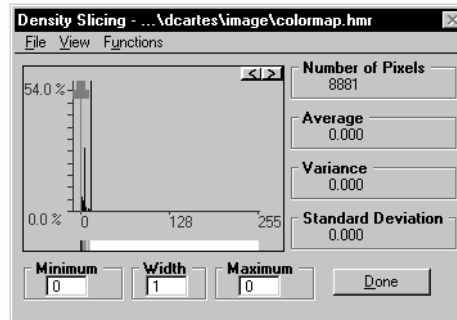 Density Slicing - ...\dcartes\image\colormap.hmr
File View Functions
54.0 %
0.0 %
0 128 255
Number of Pixels
8881
Average
0.000
Variance
0.000
Standard Deviation
0.000
Minimum Width Maximum
0 1 0
Done